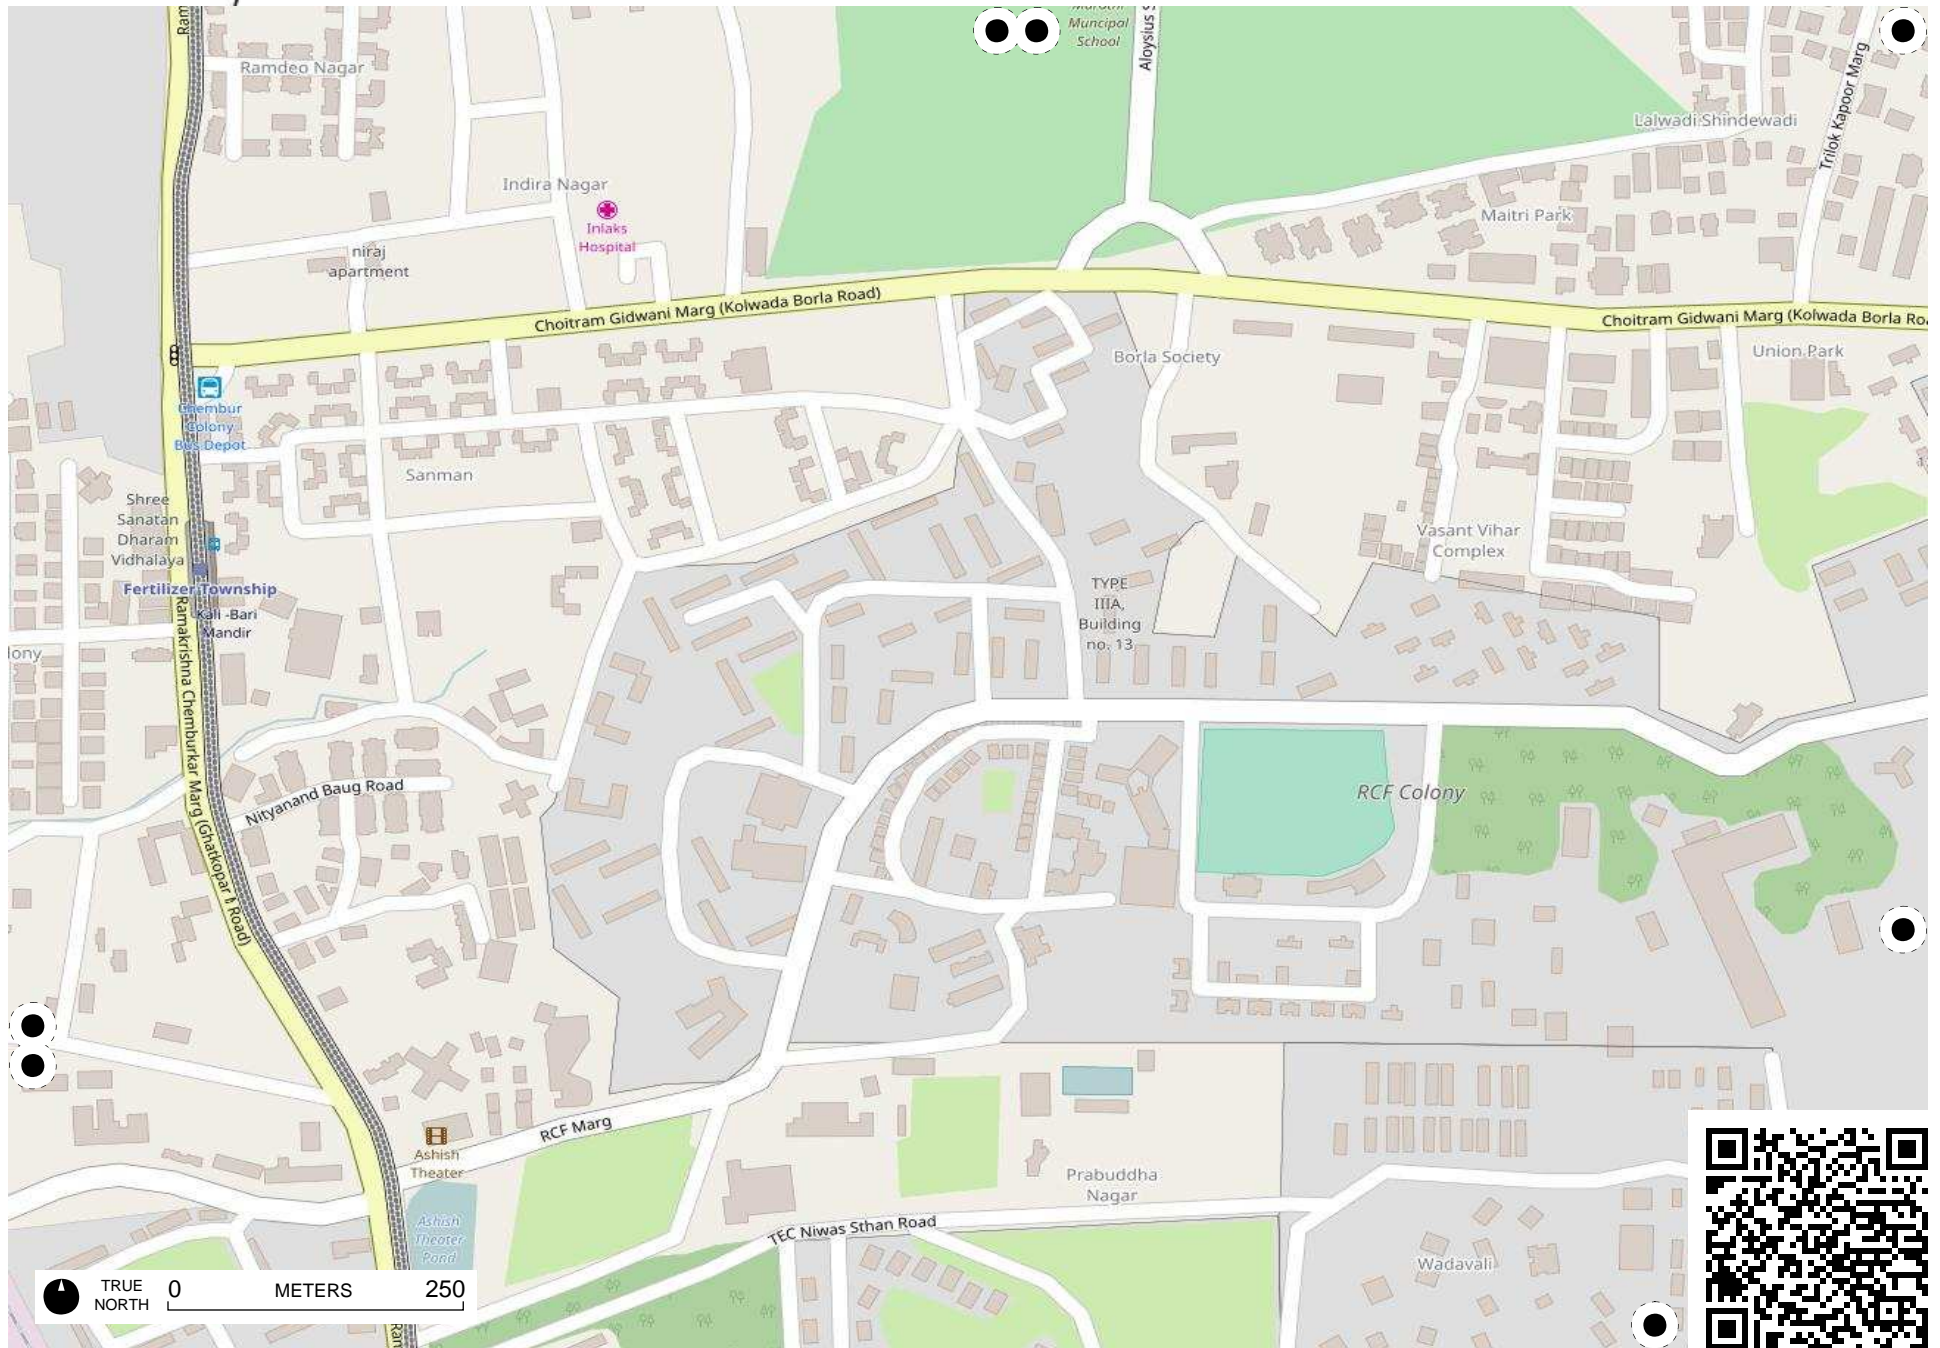 Ram
Marathi
Muncipal
School
Aloysius S
Trilok Kapoor Marg
Ramdeo Nagar
Lalwadi Shindewadi
Indira Nagar
Inlaks
Hospital
Maitri Park
niraj
apartment
Choitram Gidwani Marg (Kolwada Borla Road)
Choitram Gidwani Marg (Kolwada Borla Roa
Borla Society
Union Park
Chembur
Colony
Bus Depot
Sanman
Shree
Sanatan
Dharam
Vidhalaya
Vasant Vihar
Complex
Fertilizer Township
Kali -Bari
Mandir
TYPE
IIIA,
Building
no. 13
lony
Ramakrishna Chemburkar Marg (Ghatkopar
Road)
Nityanand Baug Road
RCF Colony
RCF Marg
Ashish
Theater
Prabuddha
Nagar
Ashish
Theater
Pond
TEC Niwas Sthan Road
Wadavali
TRUE
NORTH
0 METERS 250
Ram